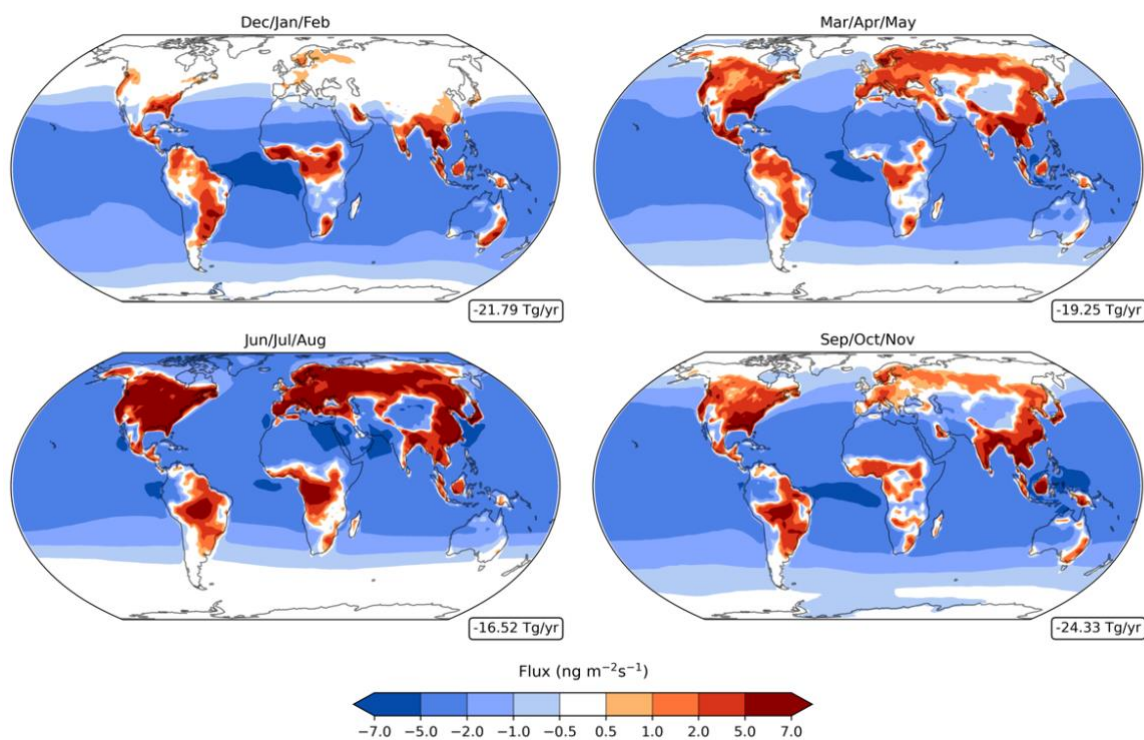 Dec/Jan/Feb
Mar/Apr/May
-21.79 Tg/yr
-19.25 Tg/yr
Jun/Jul/Aug
Sep/Oct/Nov
-16.52 Tg/yr
-24.33 Tg/yr
Flux (ng m⁻²s⁻¹)
−7.0 −5.0 −2.0 −1.0 −0.5 0.5 1.0 2.0 5.0 7.0